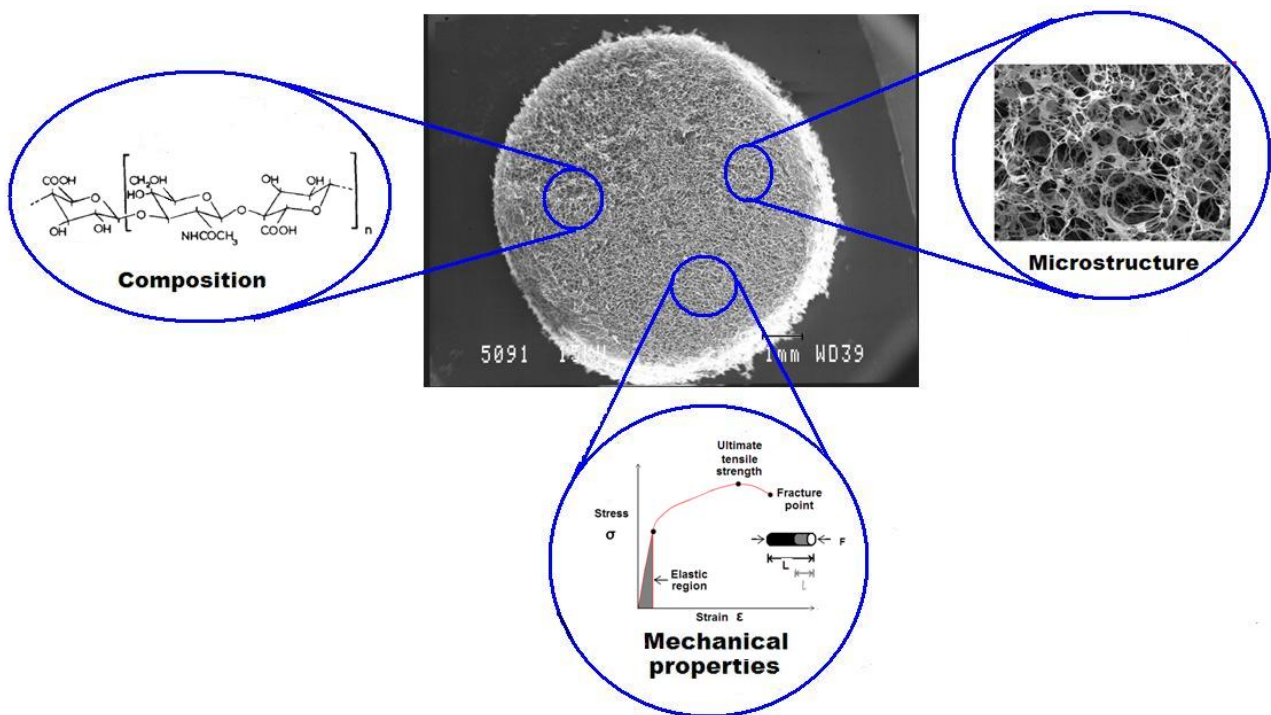 COOH
OH
OH
CH₂OH
HO
O
O
O
NHCOCH₃
OH
OH
O
COOH
n
Composition
5091 15KV 1mm WD39
Microstructure
Ultimate
tensile
strength
Fracture
point
Stress
σ
F
L
L
Elastic
region
Strain ε
Mechanical
properties